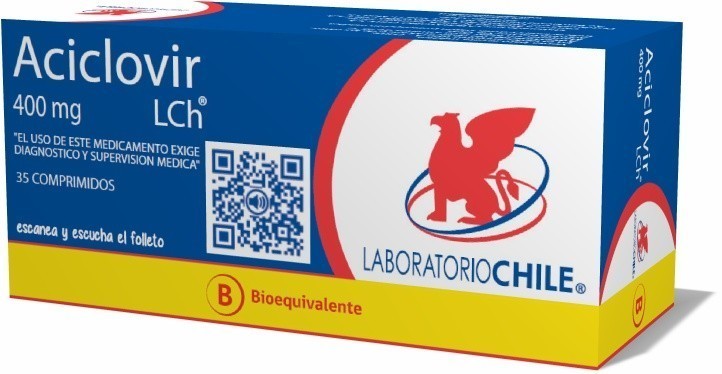 Aciclovir
400 mg LCh®
"EL USO DE ESTE MEDICAMENTO EXIGE
DIAGNOSTICO Y SUPERVISION MEDICA"
35 COMPRIMIDOS
escanea y escucha el folleto
B Bioequivalente
LABORATORIOCHILE®
Aciclovir
400 mg LCh®
LABORATORIOCHILE
B